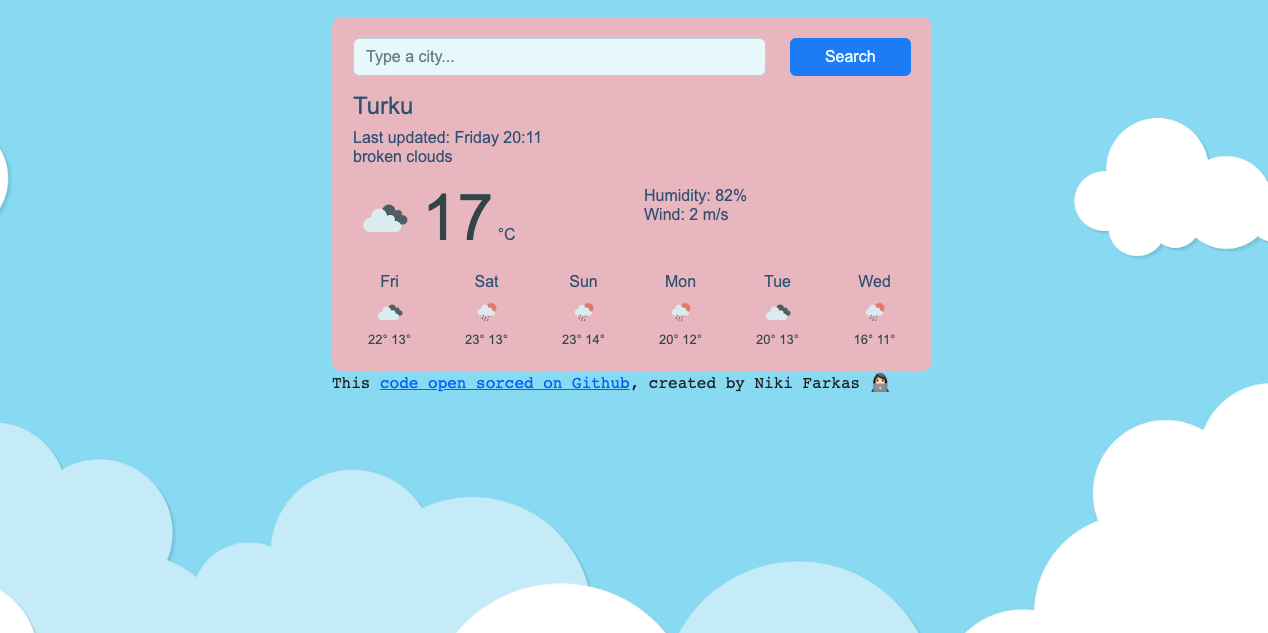 Type a city...
Search
Turku
Last updated: Friday 20:11
broken clouds
17 °C
Humidity: 82%
Wind: 2 m/s
Fri Sat Sun Mon Tue Wed
22° 13° 23° 13° 23° 14° 20° 12° 20° 13° 16° 11°
This code open sorced on Github, created by Niki Farkas 👩🏻‍💻